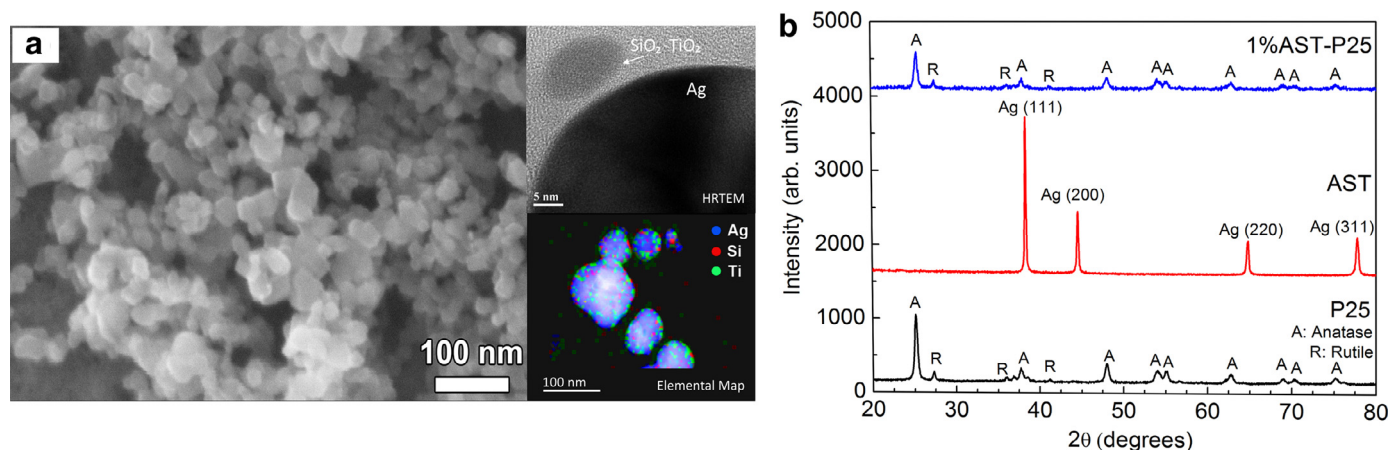 a
100 nm
SiO₂-TiO₂
Ag
5 nm
HRTEM
Ag
Si
Ti
100 nm
Elemental Map
b
5000
4000
3000
2000
1000
0
Intensity (arb. units)
20
30
40
50
60
70
80
2θ (degrees)
1%AST-P25
A
R
R
A
R
A
A
A
A
A
A
A
AST
Ag (111)
Ag (200)
Ag (220)
Ag (311)
P25
A: Anatase
R: Rutile
A
R
R
A
R
A
A
A
A
A
A
A